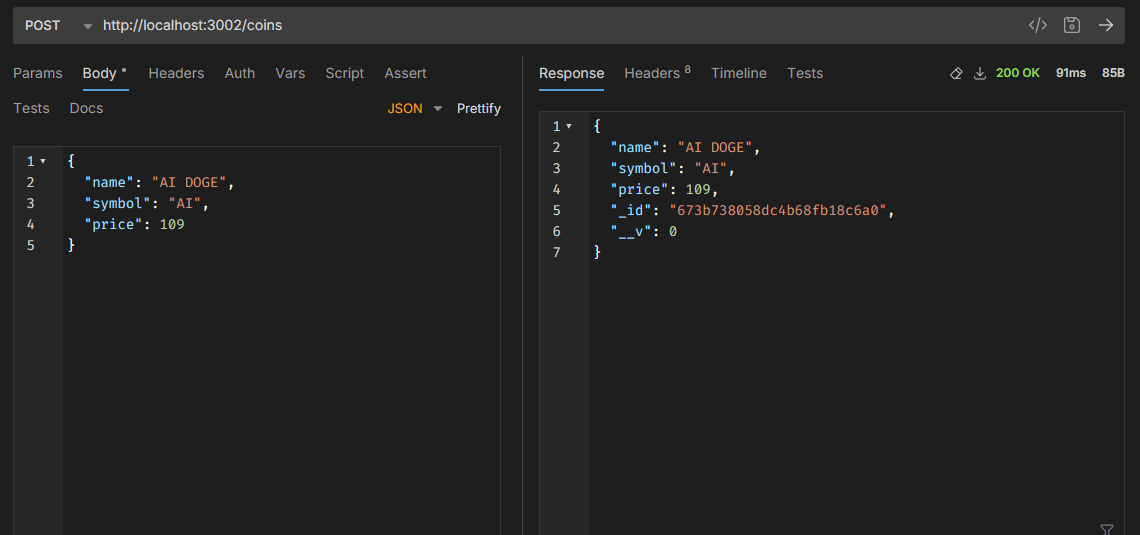 POST http://localhost:3002/coins </>
Params Body Headers Auth Vars Script Assert
Tests Docs JSON Prettify
1 {
2 "name": "AI DOGE",
3 "symbol": "AI",
4 "price": 109
5 }
Response Headers 8 Timeline Tests 200 OK 91ms 85B
1 {
2 "name": "AI DOGE",
3 "symbol": "AI",
4 "price": 109,
5 "_id": "673b738058dc4b68fb18c6a0",
6 "__v": 0
7 }